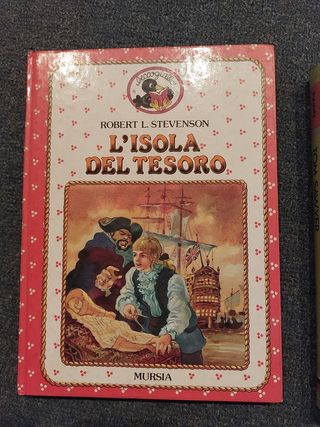 ROBERT L. STEVENSON
L'ISOLA
DEL TESORO
MURSIA